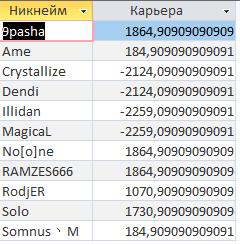 Никнейм Карьера
9pasha 1864,90909090909
Ame 184,909090909091
Crystallize -2124,09090909091
Dendi -2124,09090909091
Illidan -2259,09090909091
MagicaL -2259,09090909091
No[o]ne 1864,90909090909
RAMZES666 1864,90909090909
RodjER 1070,90909090909
Solo 1730,90909090909
Somnus丶M 184,909090909091